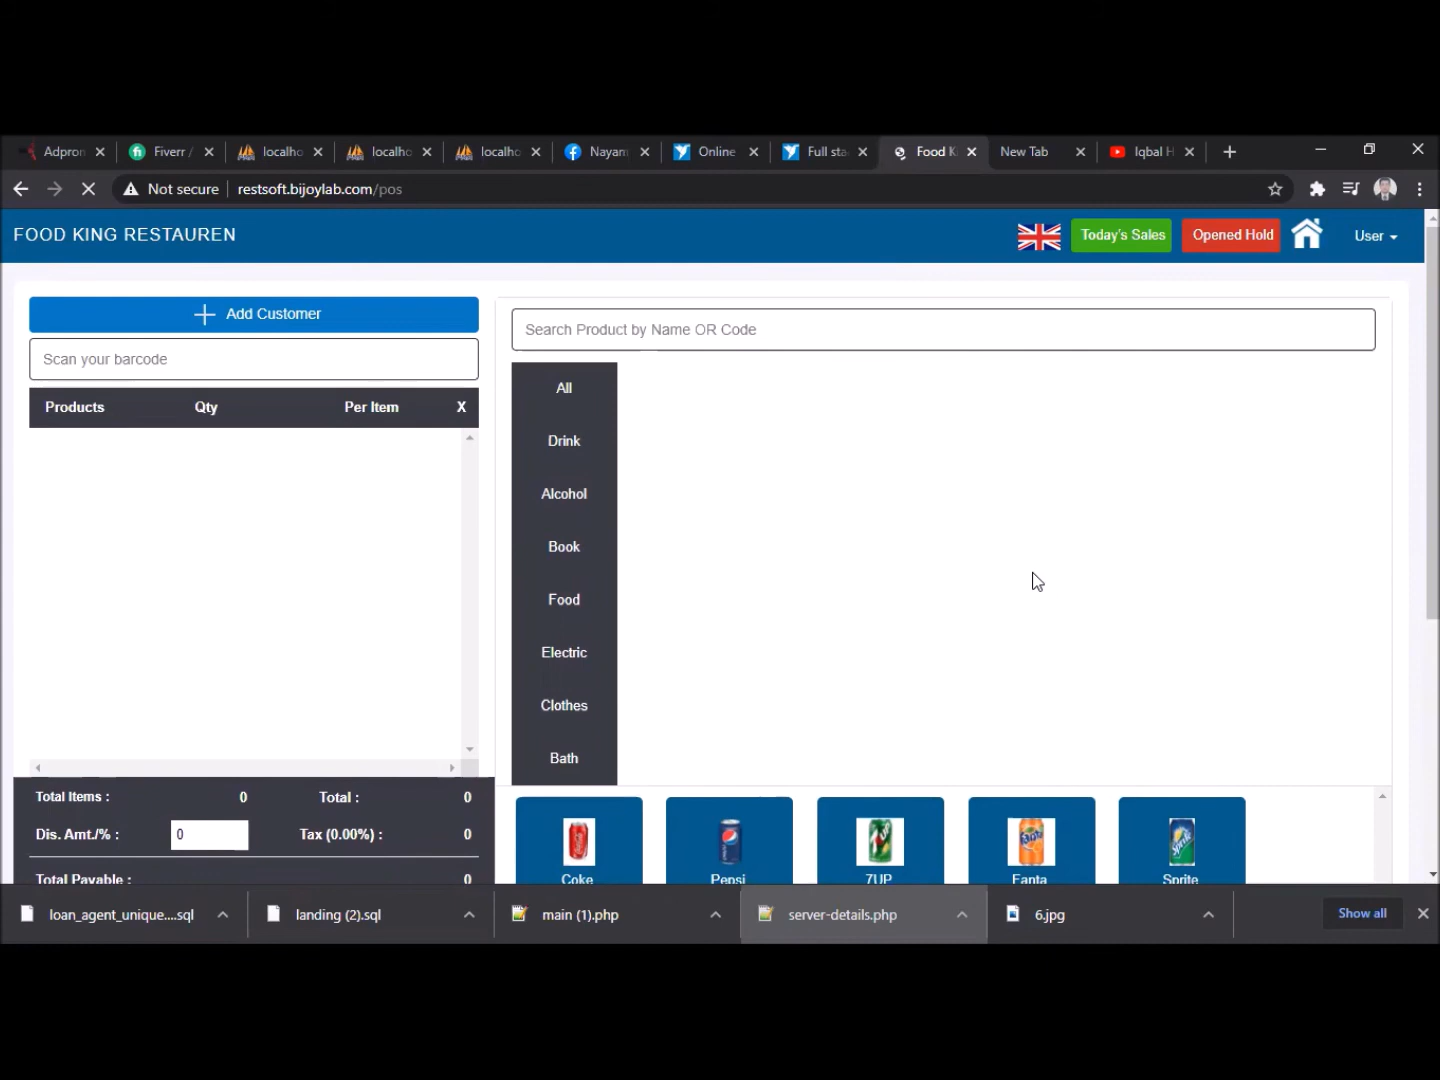 Adpron
Fiverr /
localho
localho
localho
Nayam
Online
Full sta
Food K
New Tab
Iqbal H
Not secure
restsoft.bijoylab.com/pos
FOOD KING RESTAUREN
Today's Sales
Opened Hold
User
Add Customer
Scan your barcode
Products Qty Per Item X
Search Product by Name OR Code
All
Drink
Alcohol
Book
Food
Electric
Clothes
Bath
Total Items : 0 Total : 0
Dis. Amt./% : 0 Tax (0.00%) : 0
Total Payable : 0
Coke
Pepsi
7UP
Fanta
Sprite
loan_agent_unique....sql
landing (2).sql
main (1).php
server-details.php
6.jpg
Show all